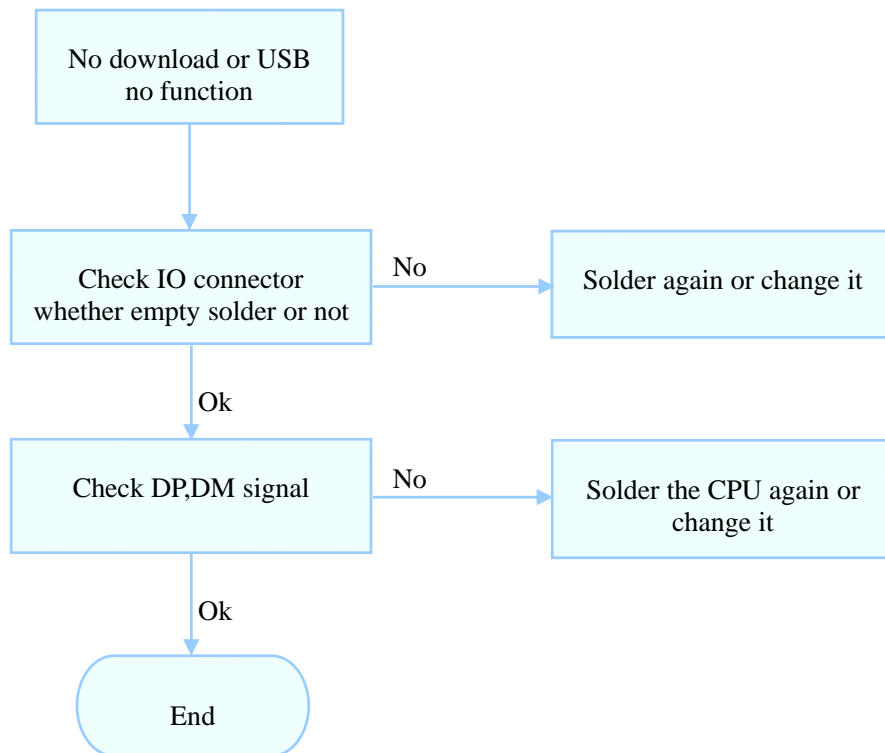 No download or USB
no function
Check IO connector
whether empty solder or not
No
Solder again or change it
Ok
Check DP,DM signal
No
Solder the CPU again or
change it
Ok
End